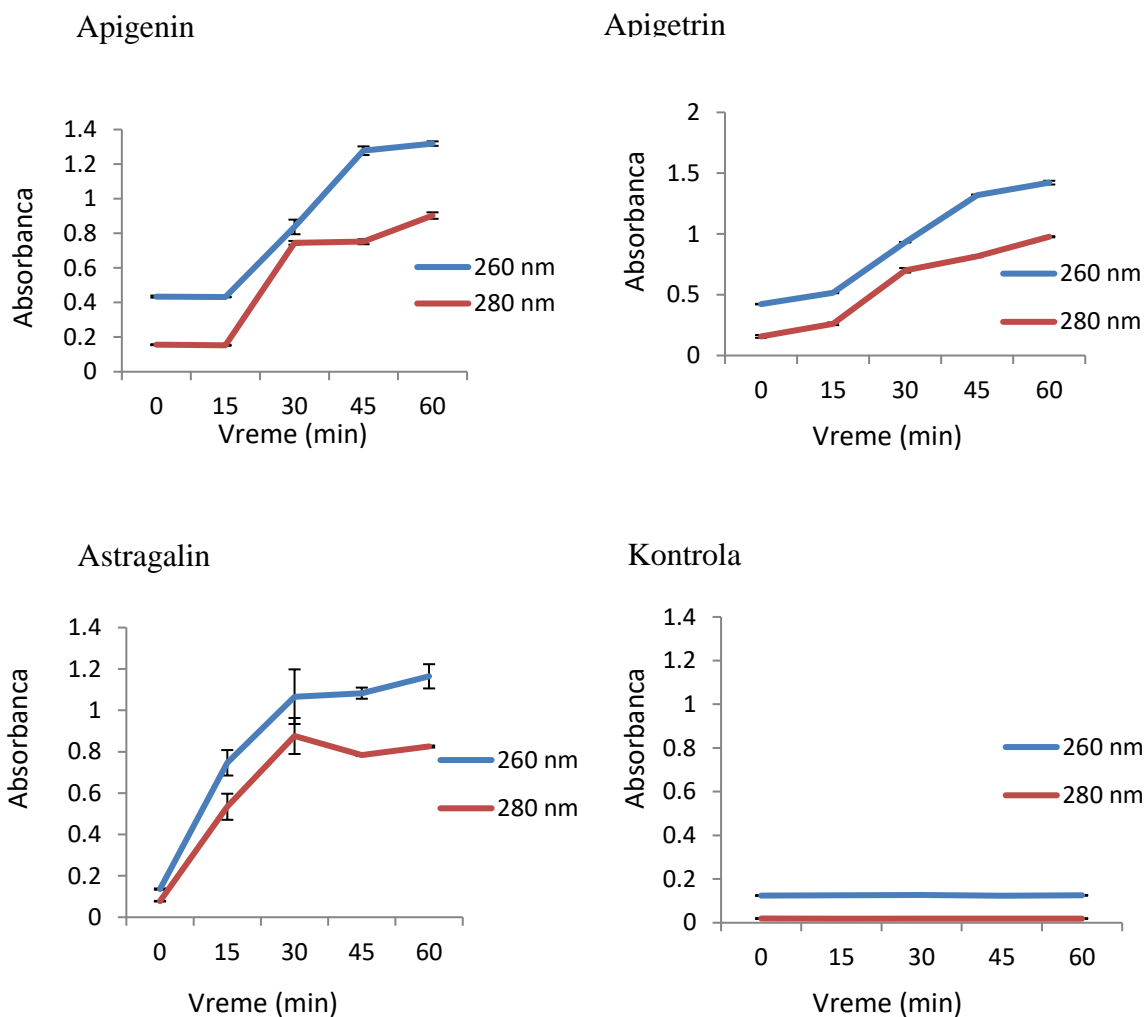 Apigenin
Absorbanca
1.4
1.2
1
0.8
0.6
0.4
0.2
0
0 15 30 45 60
Vreme (min)
260 nm
280 nm
Apigetrin
Absorbanca
2
1.5
1
0.5
0
0 15 30 45 60
Vreme (min)
260 nm
280 nm
Astragalin
Absorbanca
1.4
1.2
1
0.8
0.6
0.4
0.2
0
0 15 30 45 60
Vreme (min)
260 nm
280 nm
Kontrola
Absorbanca
1.4
1.2
1
0.8
0.6
0.4
0.2
0
0 15 30 45 60
Vreme (min)
260 nm
280 nm